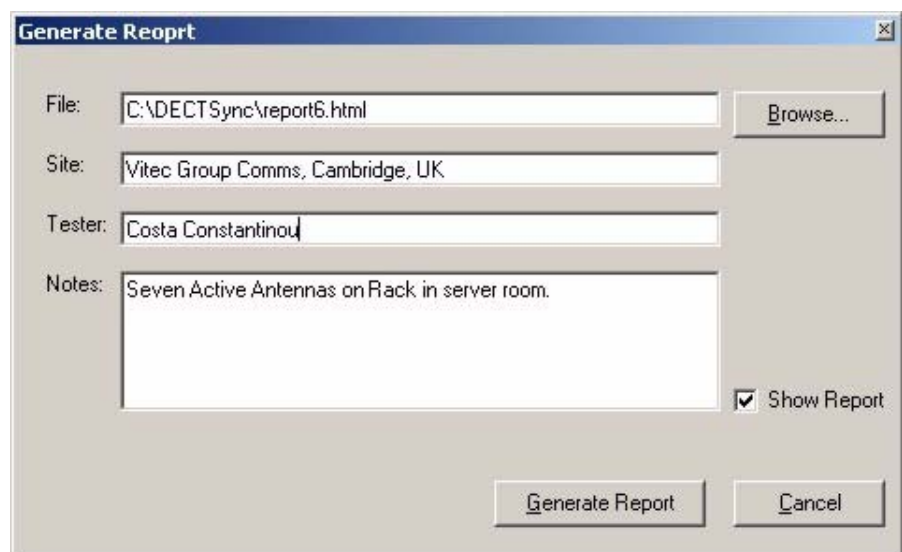 Generate Reoprt
File: C:\DECTSync\report6.html Browse...
Site: Vitec Group Comms, Cambridge, UK
Tester: Costa Constantinou
Notes: Seven Active Antennas on Rack in server room.
Show Report
Generate Report Cancel